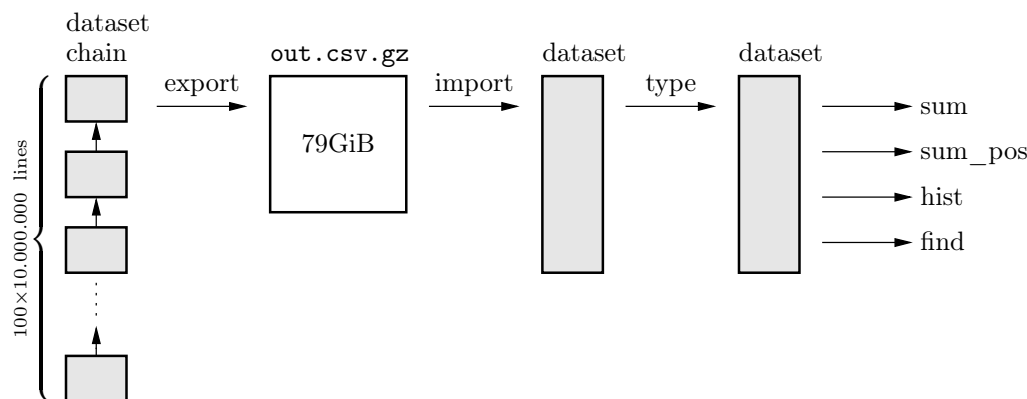 dataset
chain
100×10.000.000 lines
export
out.csv.gz
79GiB
import
dataset
type
dataset
sum
sum_pos
hist
find